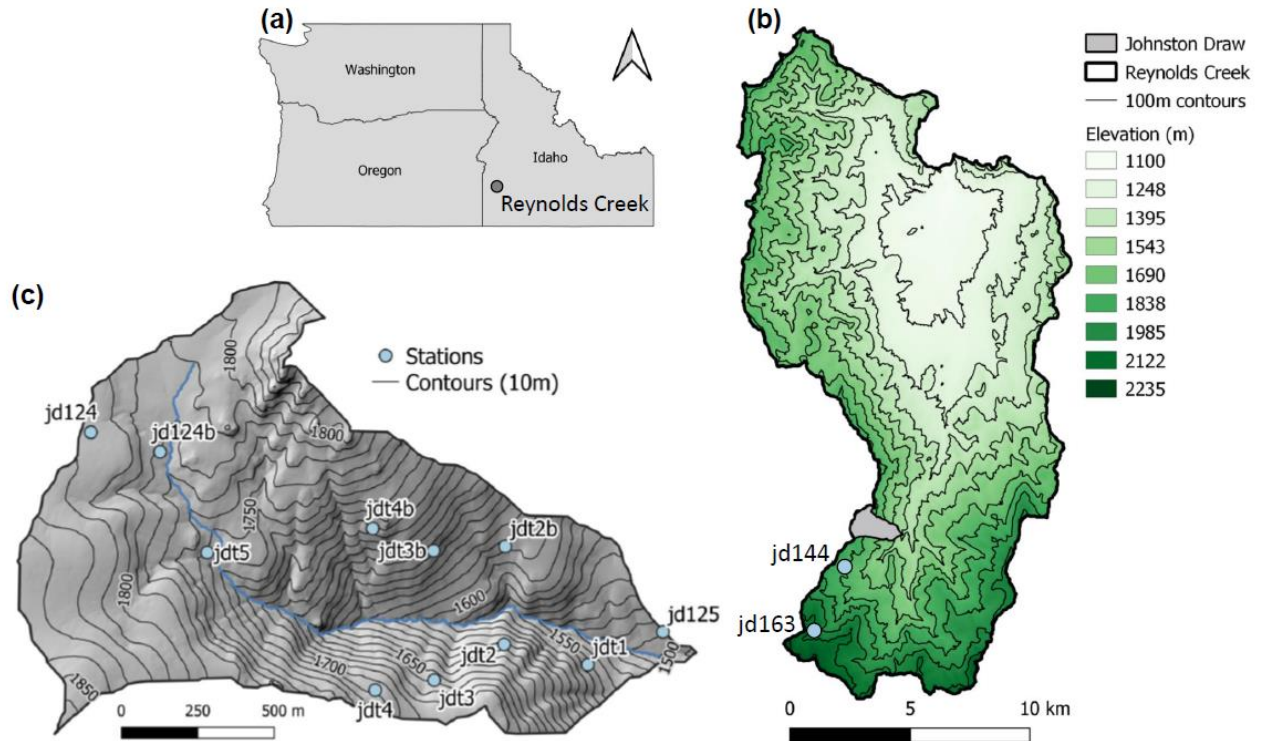 (a)
Washington
Oregon
Idaho
Reynolds Creek
(b)
Johnston Draw
Reynolds Creek
100m contours
Elevation (m)
1100
1248
1395
1543
1690
1838
1985
2122
2235
jd144
jd163
0 5 10 km
(c)
Stations
Contours (10m)
1800
jd124
jd124b
1800
1750
jdt4b
jdt3b
jdt2b
jdt5
1800
1600
jd125
jdt2
1550
jdt1
1500
1650
1700
jdt3
jdt4
1850
0 250 500 m